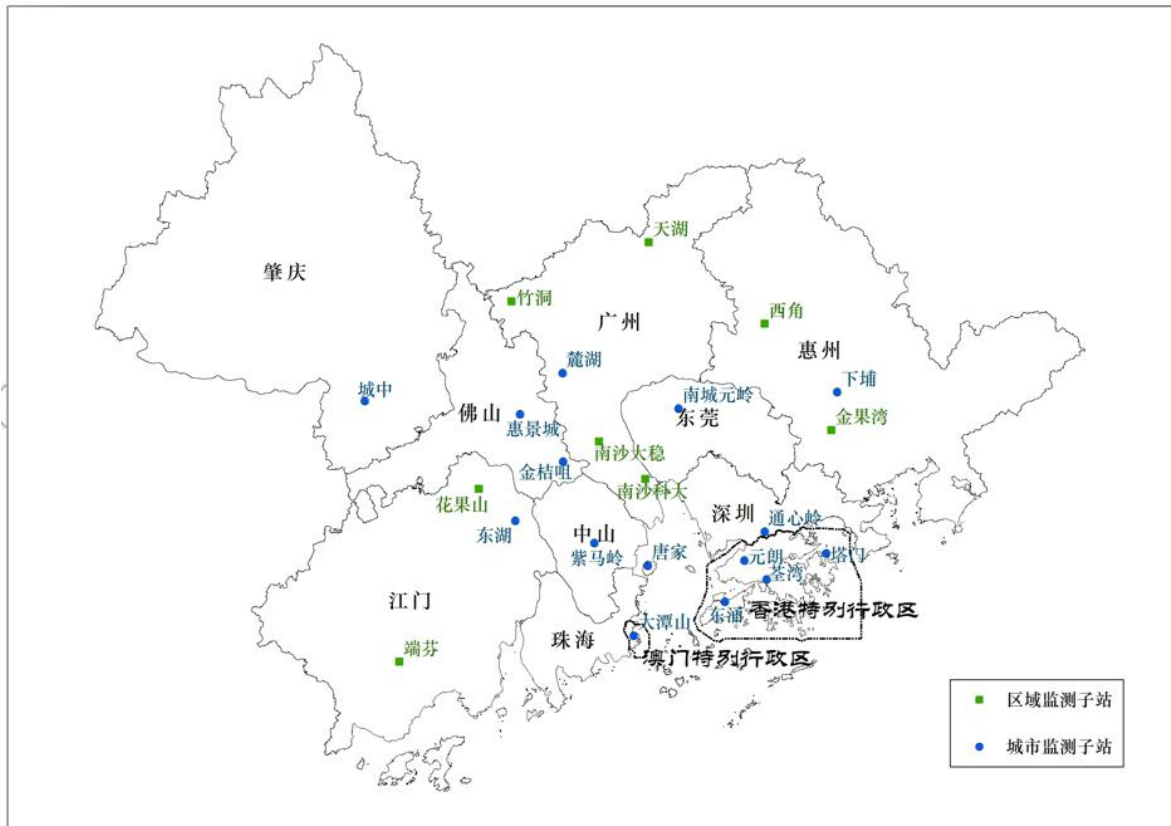 天湖
肇庆
竹洞
广州
西角
惠州
麓湖
城中
下埔
南城元岭
佛山
东莞
惠景城
金果湾
南沙大稳
金桔咀
南沙科大
花果山
深圳
通心岭
东湖
中山
紫马岭
唐家
元朗
塔门
荃湾
江门
东涌
香港特别行政区
大潭山
珠海
端芬
澳门特别行政区
区域监测子站
城市监测子站